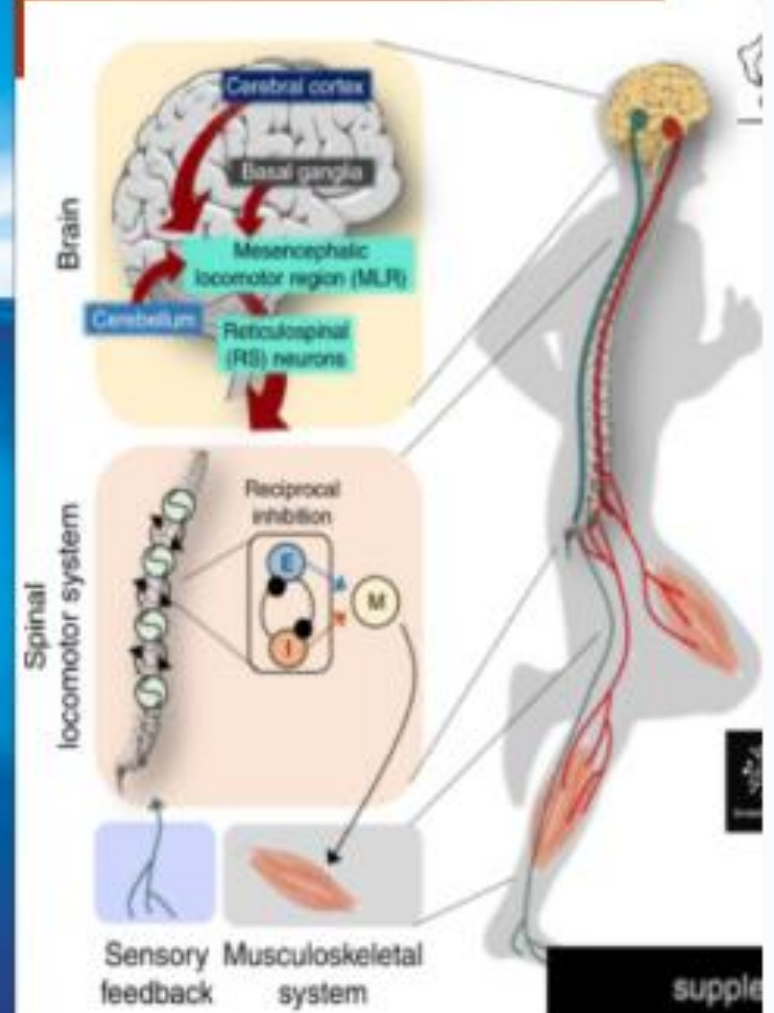 Brain
Cerebral cortex
Basal ganglia
Mesencephalic
locomotor region (MLR)
Cerebellum
Reticulospinal
(RS) neurons
Spinal
locomotor system
Reciprocal
inhibition
E
M
I
Sensory
feedback
Musculoskeletal
system
supple